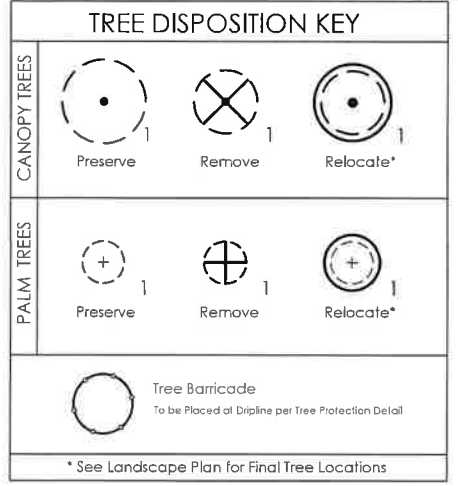 TREE DISPOSITION KEY
CANOPY TREES
1 1 1
Preserve Remove Relocate*
PALM TREES
1 1 1
Preserve Remove Relocate*
Tree Barricade
To be Placed at Dripline per Tree Protection Detail
* See Landscape Plan for Final Tree Locations